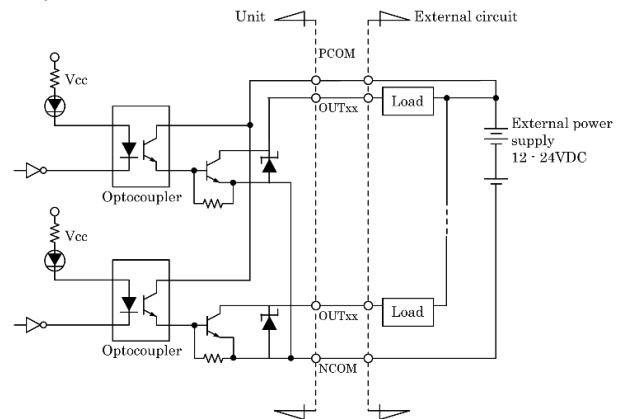 Unit
External circuit
PCOM
Vcc
OUTxx
Load
External power
supply
12 - 24VDC
Optocoupler
Vcc
OUTxx
Load
Optocoupler
NCOM